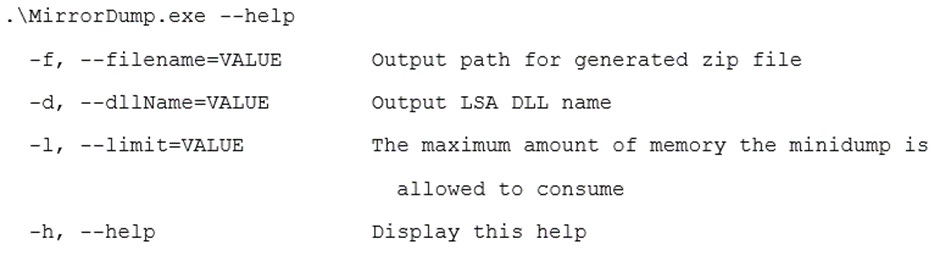 .\MirrorDump.exe --help
-f, --filename=VALUE Output path for generated zip file
-d, --dllName=VALUE Output LSA DLL name
-l, --limit=VALUE The maximum amount of memory the minidump is
allowed to consume
-h, --help Display this help